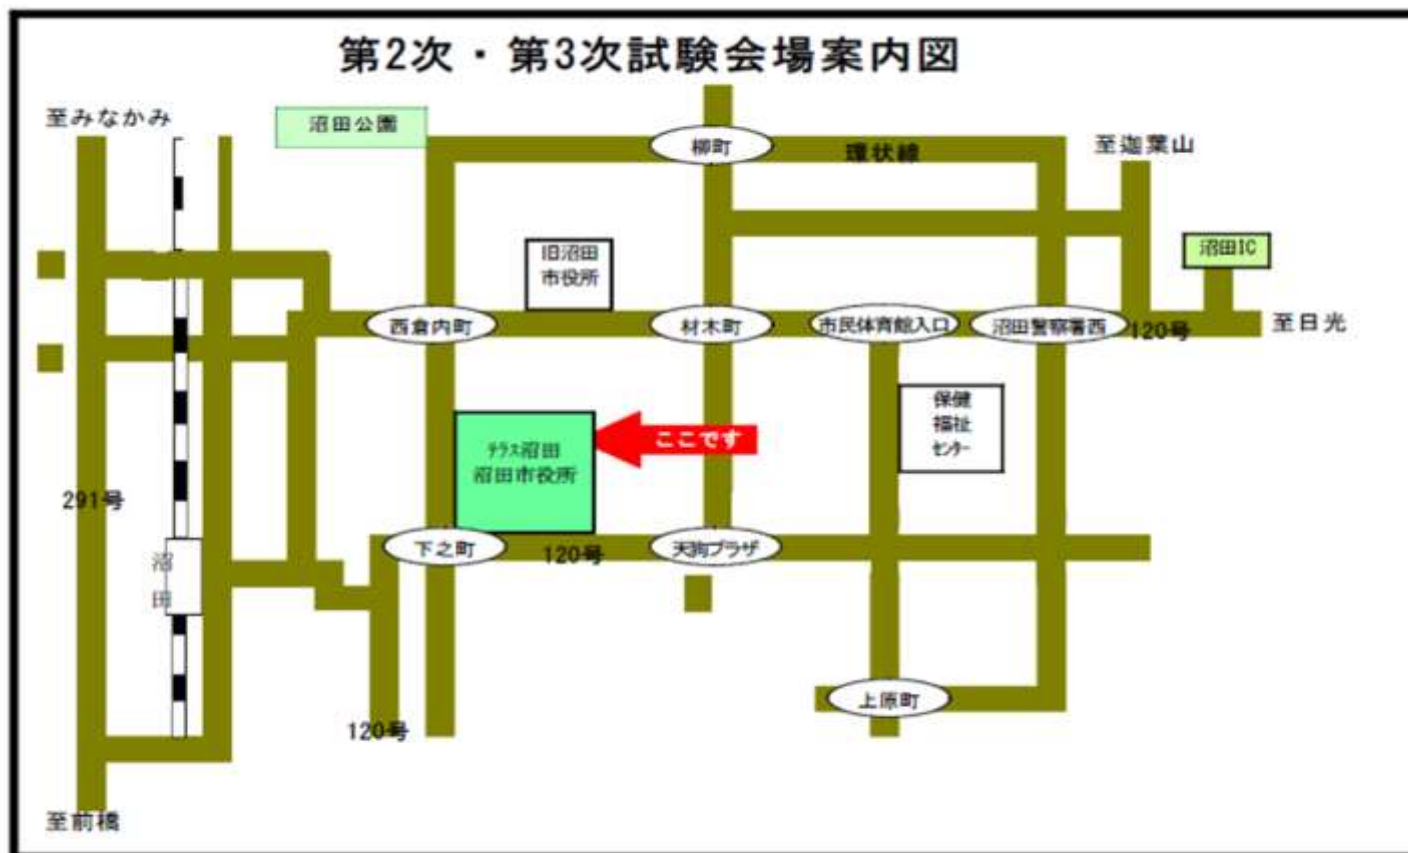 第2次・第3次試験会場案内図
至みなかみ
沼田公園
柳町
環状線
至迦葉山
旧沼田
市役所
沼田IC
西倉内町
材木町
市民体育館入口
沼田警察署西
120号
至日光
保健
福祉
ｾﾝﾀｰ
ﾃﾗｽ沼田
沼田市役所
ここです
291号
沼
田
下之町
120号
天狗プラザ
上原町
120号
至前橋